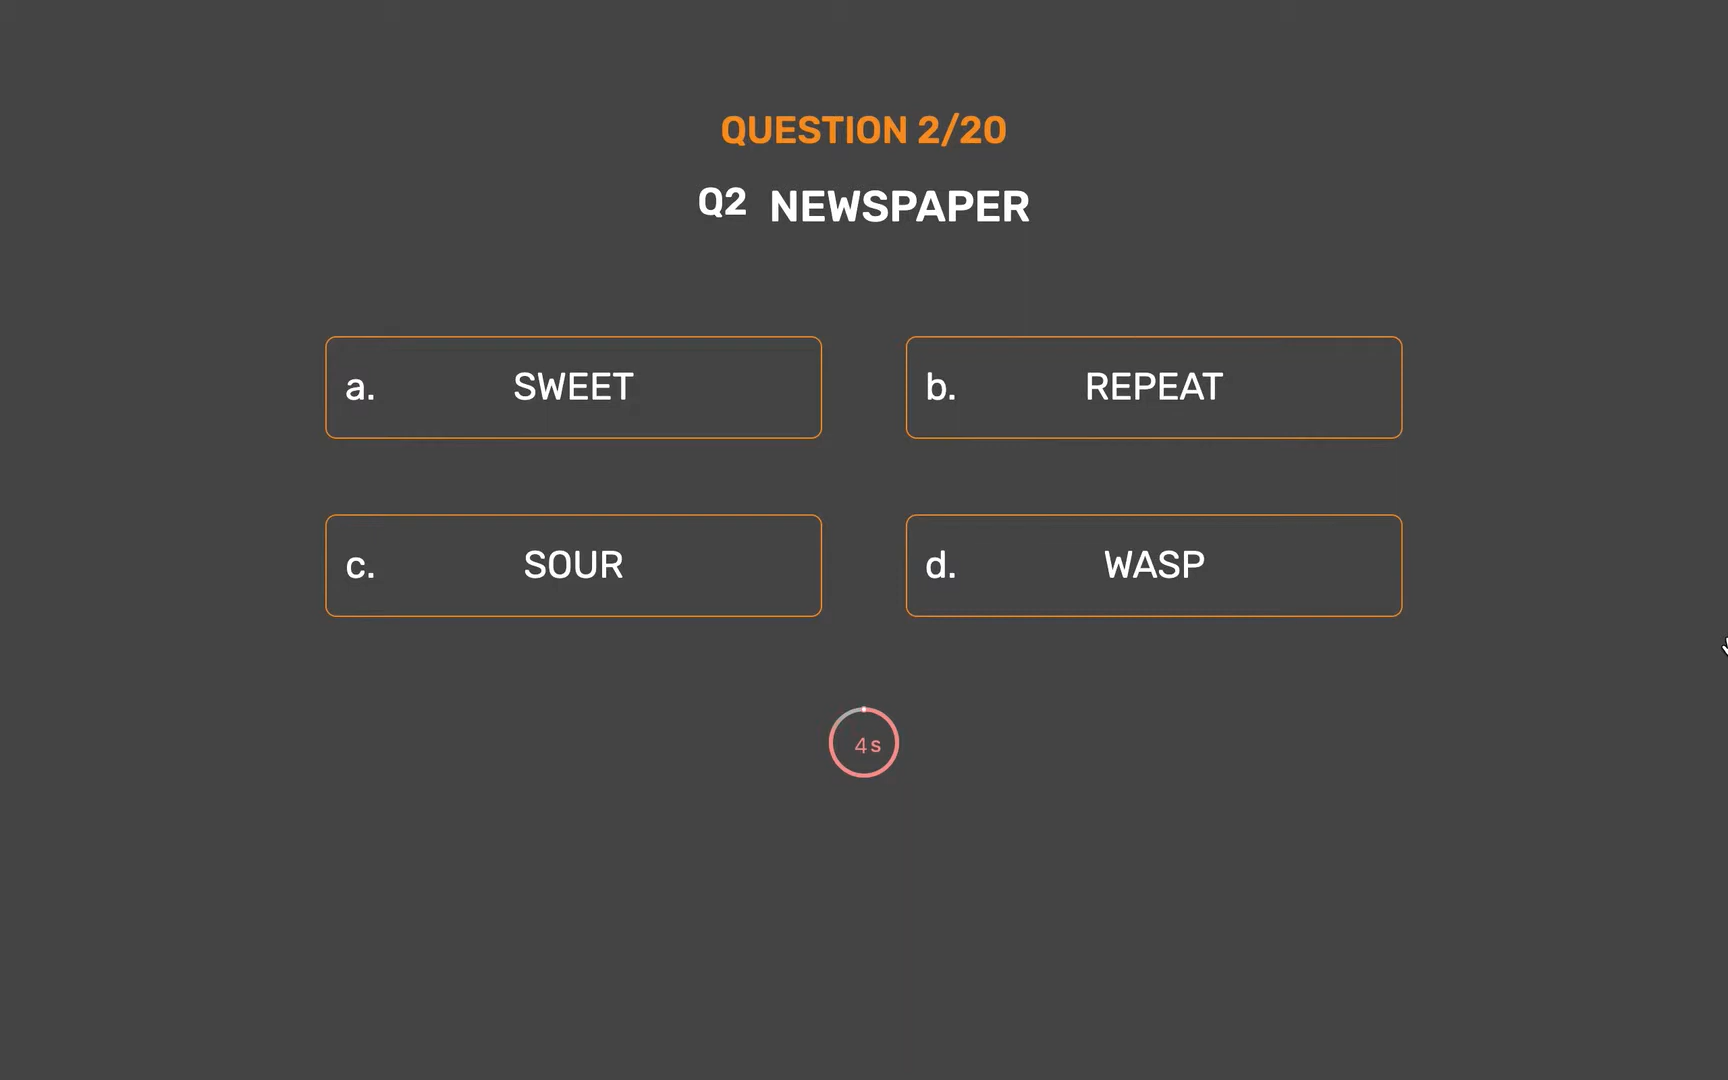 QUESTION 2/20
Q2 NEWSPAPER
a. SWEET
b. REPEAT
c. SOUR
d. WASP
4s